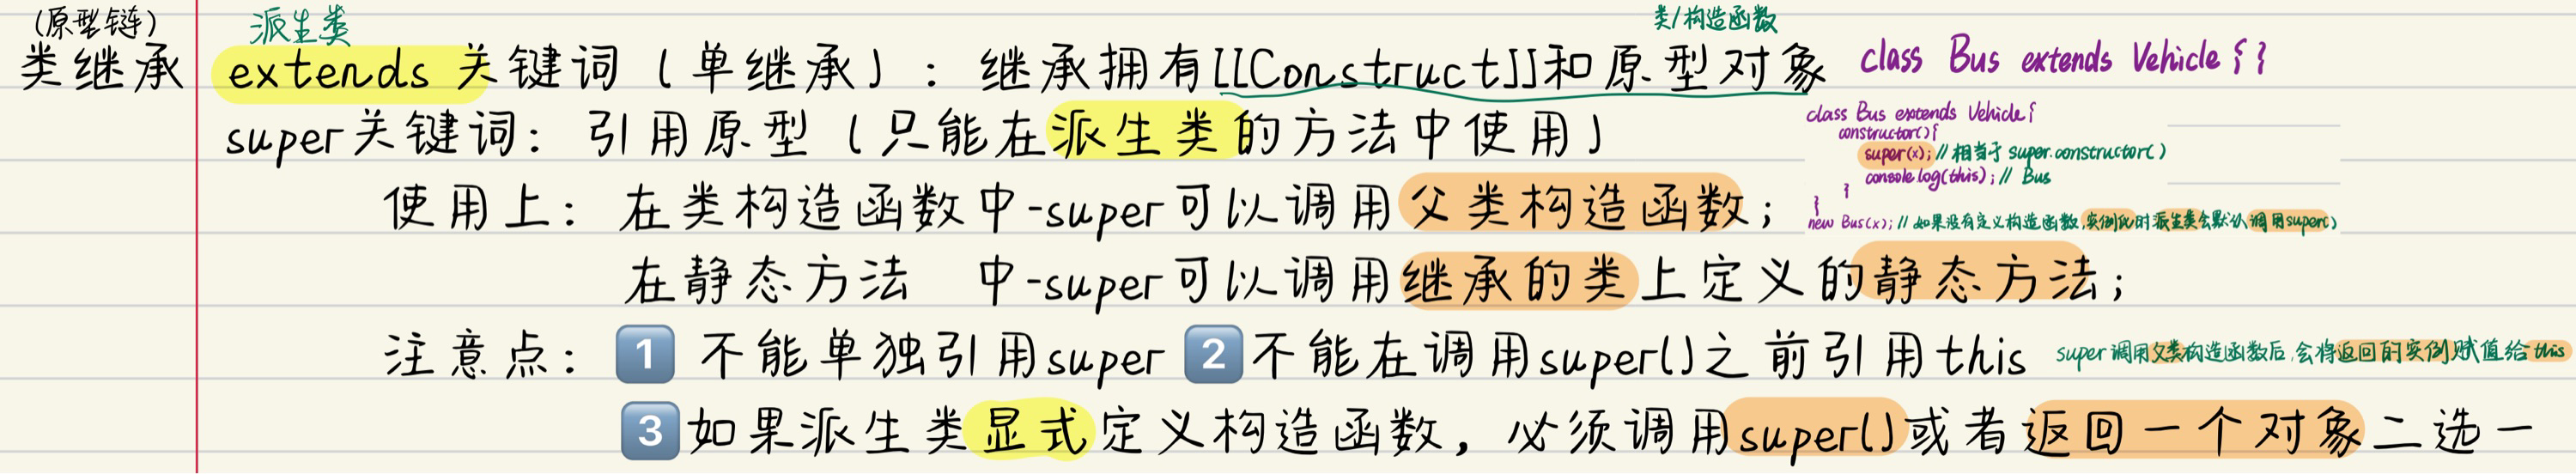 (原型链)
类继承
派生类
extends 关键词(单继承):继承拥有[[Construct]]和原型对象
类/构造函数
class Bus extends Vehicle { }
super关键词:引用原型(只能在派生类的方法中使用)
class Bus extends Vehicle {
constructor() {
super(x); // 相当于 super.constructor()
console.log(this); // Bus
}
}
new Bus(x); // 如果没有定义构造函数,实例化时派生类会默认调用super()
使用上:在类构造函数中-super可以调用父类构造函数;
在静态方法 中-super可以调用继承的类上定义的静态方法;
注意点:1 不能单独引用super 2 不能在调用super()之前引用this
super调用父类构造函数后,会将返回的实例赋值给this
3 如果派生类显式定义构造函数,必须调用super()或者返回一个对象二选一